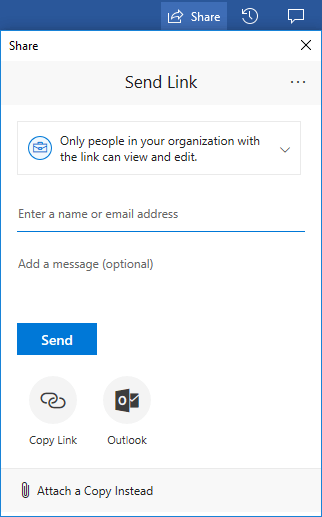 Share
Share
Send Link
Only people in your organization with
the link can view and edit.
Enter a name or email address
Add a message (optional)
Send
Copy Link
Outlook
Attach a Copy Instead